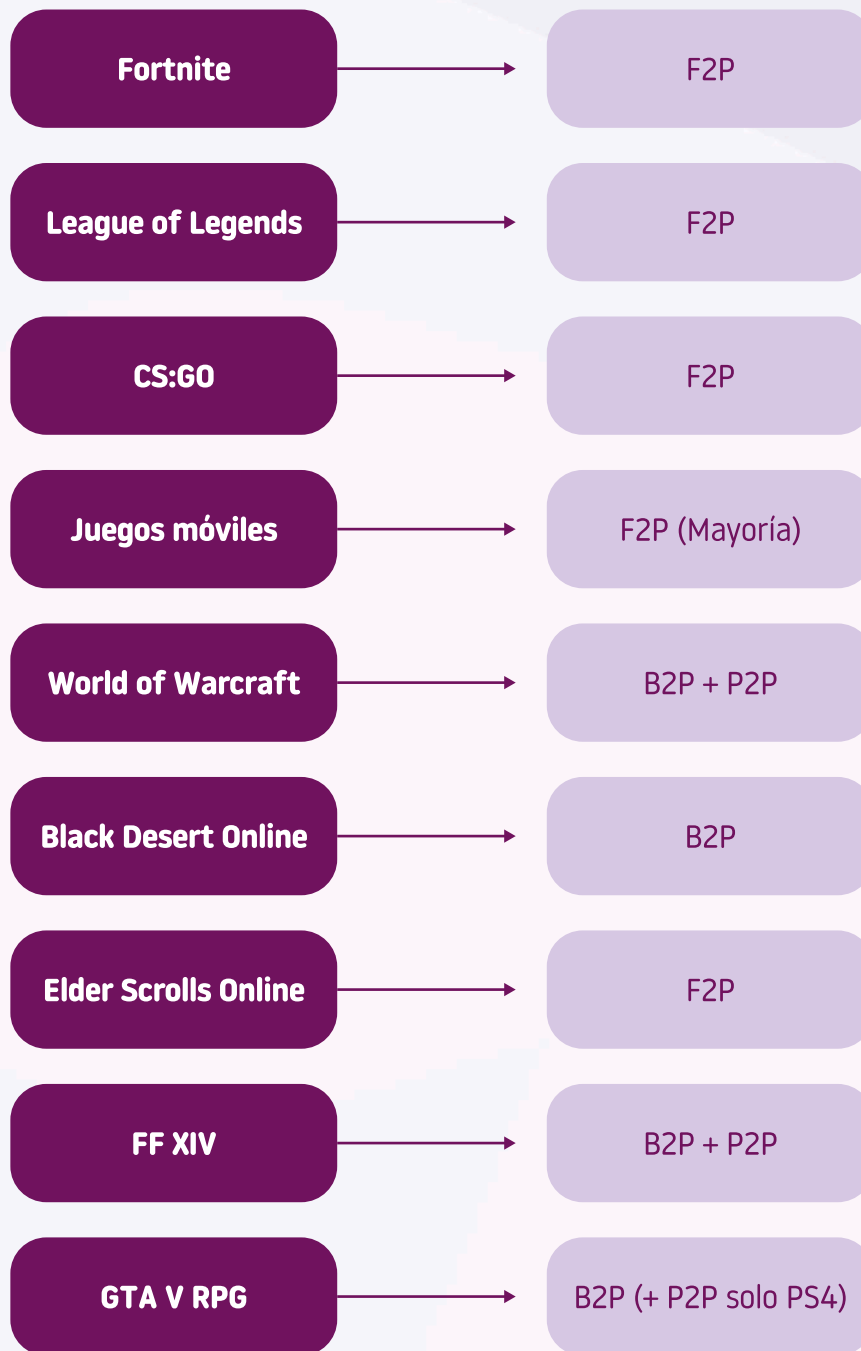 Fortnite
F2P
League of Legends
F2P
CS:GO
F2P
Juegos móviles
F2P (Mayoría)
World of Warcraft
B2P + P2P
Black Desert Online
B2P
Elder Scrolls Online
F2P
FF XIV
B2P + P2P
GTA V RPG
B2P (+ P2P solo PS4)